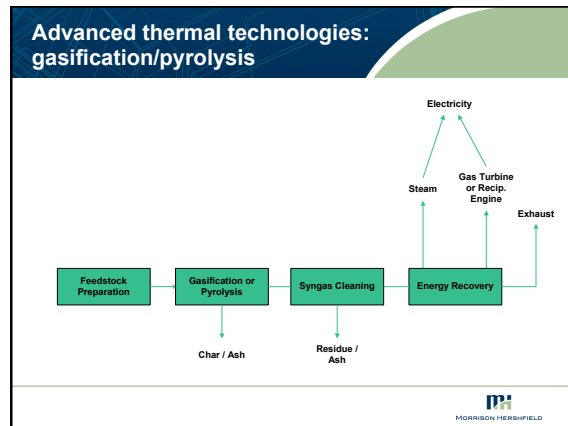 Advanced thermal technologies:
gasification/pyrolysis
Electricity
Steam
Gas Turbine
or Recip.
Engine
Exhaust
Feedstock
Preparation
Gasification or
Pyrolysis
Syngas Cleaning
Energy Recovery
Char / Ash
Residue /
Ash
mh
MORRISON HERSHFIELD